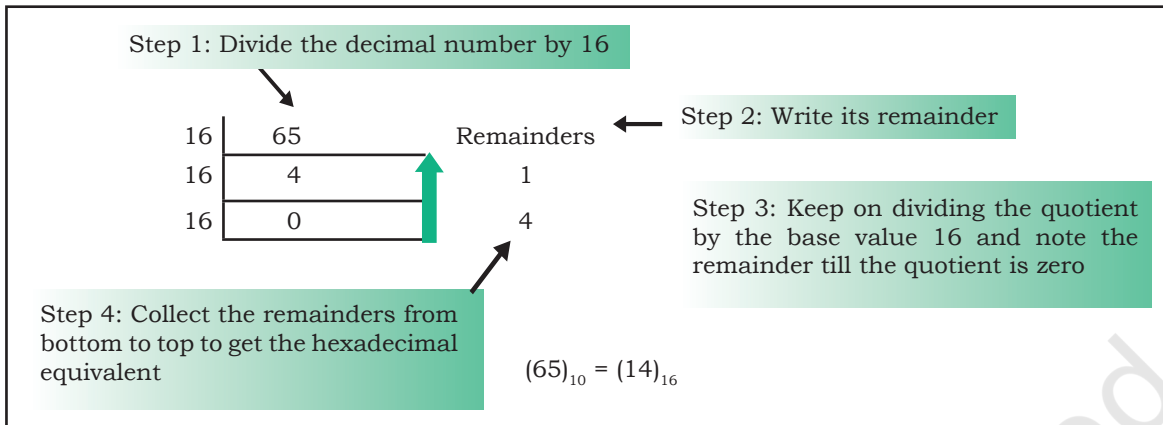 Step 1: Divide the decimal number by 16
16 65 Remainders
Step 2: Write its remainder
16 4 1
16 0 4
Step 3: Keep on dividing the quotient
by the base value 16 and note the
remainder till the quotient is zero
Step 4: Collect the remainders from
bottom to top to get the hexadecimal
equivalent
(65)₁₀ = (14)₁₆